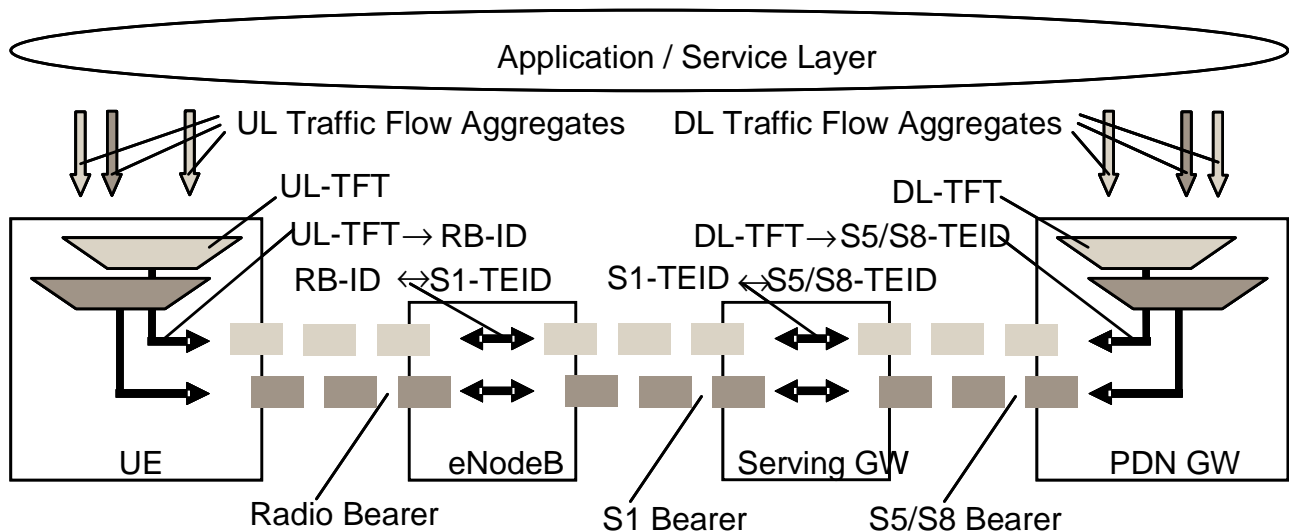 Application / Service Layer
UL Traffic Flow Aggregates
DL Traffic Flow Aggregates
UL-TFT
DL-TFT
UL-TFT → RB-ID
DL-TFT → S5/S8-TEID
RB-ID ↔ S1-TEID
S1-TEID ↔ S5/S8-TEID
UE
eNodeB
Serving GW
PDN GW
Radio Bearer
S1 Bearer
S5/S8 Bearer